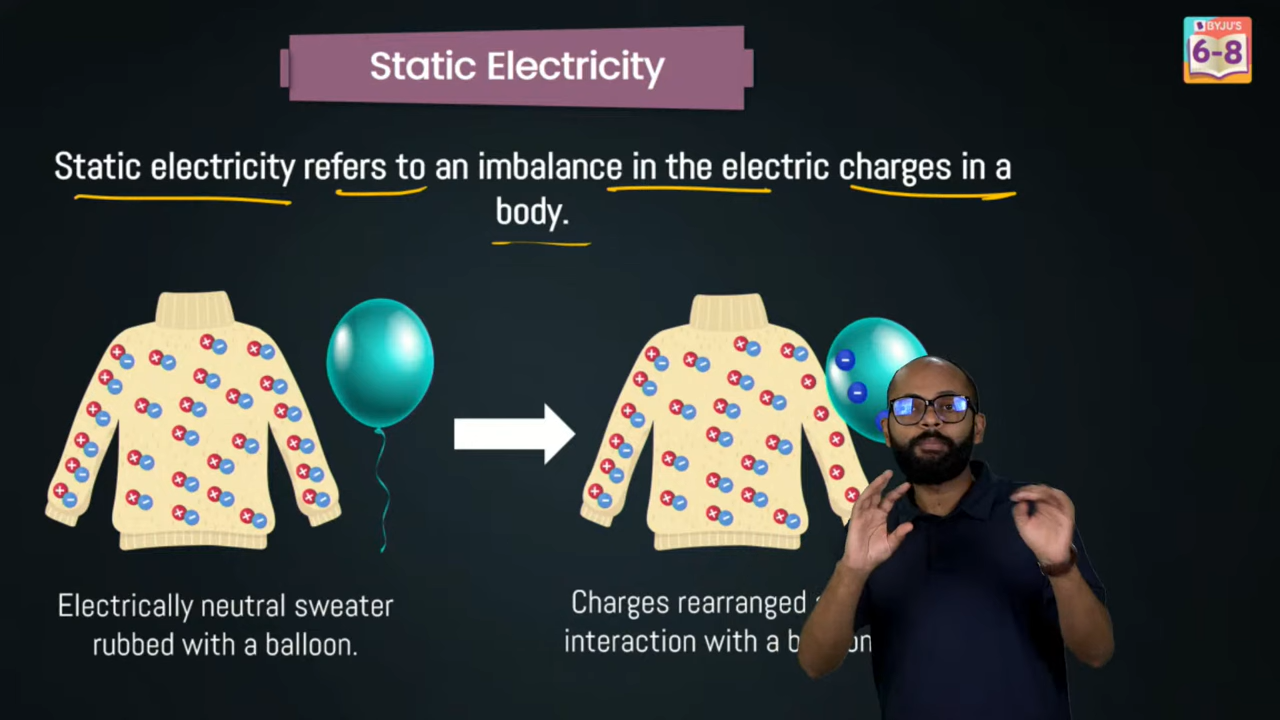 BYJU'S
6-8
Static Electricity
Static electricity refers to an imbalance in the electric charges in a
body.
Electrically neutral sweater
rubbed with a balloon.
Charges rearranged
interaction with a